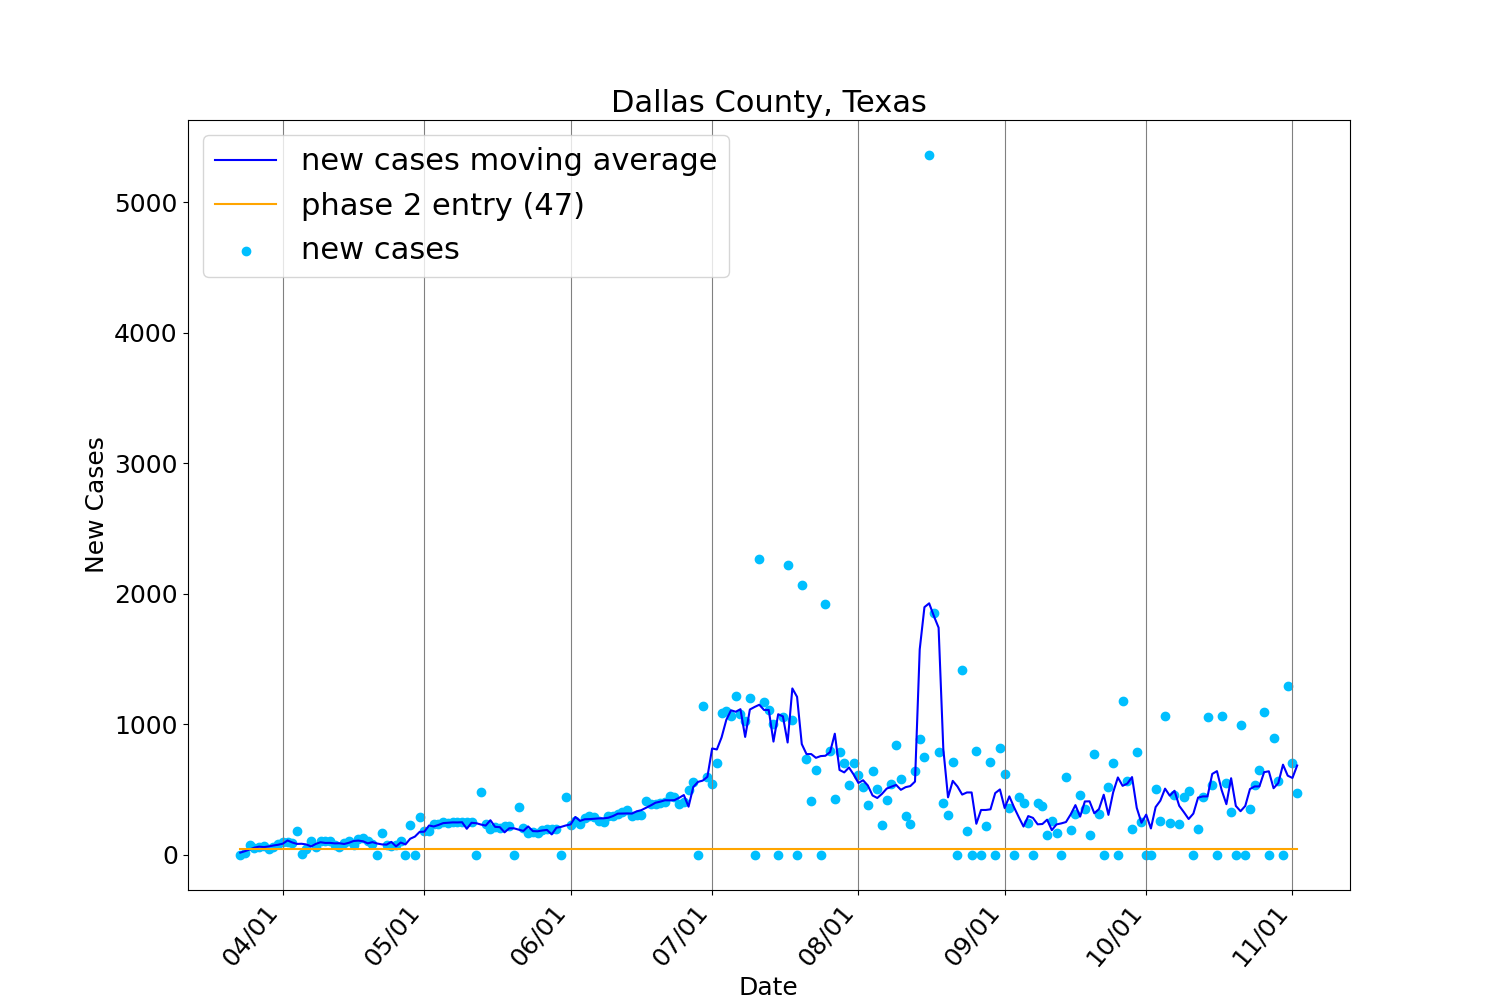 Dallas County, Texas
new cases moving average
phase 2 entry (47)
new cases
New Cases
5000
4000
3000
2000
1000
0
04/01
05/01
06/01
07/01
08/01
09/01
10/01
11/01
Date